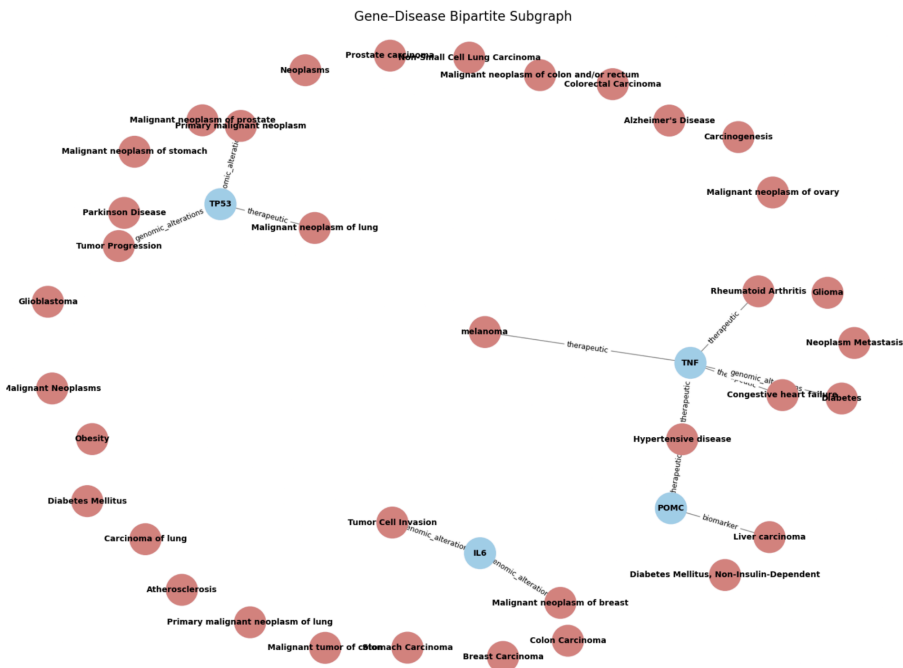 Gene–Disease Bipartite Subgraph
Prostate carcinoma
Non-Small Cell Lung Carcinoma
Neoplasms
Malignant neoplasm of colon and/or rectum
Colorectal Carcinoma
Malignant neoplasm of prostate
Primary malignant neoplasm
Alzheimer's Disease
Carcinogenesis
Malignant neoplasm of stomach
Malignant neoplasm of ovary
TP53
therapeutic
Parkinson Disease
genomic_alterations
Malignant neoplasm of lung
Tumor Progression
Rheumatoid Arthritis
Glioma
Glioblastoma
therapeutic
melanoma
therapeutic
Neoplasm Metastasis
TNF
Malignant Neoplasms
Congestive heart failure
Diabetes
therapeutic
Obesity
Hypertensive disease
therapeutic
Diabetes Mellitus
POMC
biomarker
Tumor Cell Invasion
Liver carcinoma
Carcinoma of lung
IL6
Diabetes Mellitus, Non-Insulin-Dependent
Atherosclerosis
Malignant neoplasm of breast
Primary malignant neoplasm of lung
Colon Carcinoma
Malignant tumor of colon
Stomach Carcinoma
Breast Carcinoma